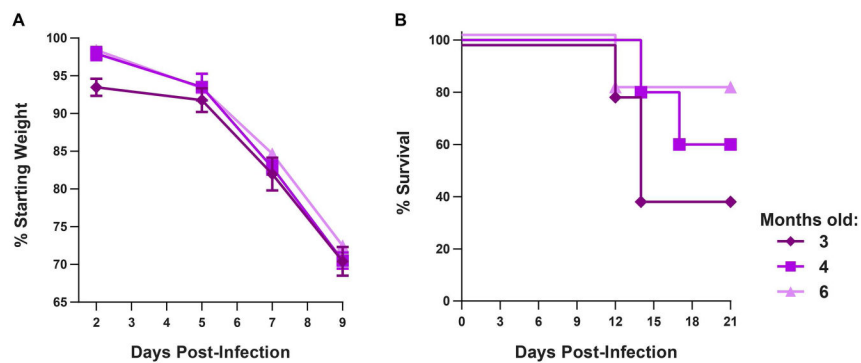 A
B
% Starting Weight
100
95
90
85
80
75
70
65
2 3 4 5 6 7 8 9
Days Post-Infection
% Survival
100
80
60
40
20
0
0 3 6 9 12 15 18 21
Days Post-Infection
Months old:
3
4
6